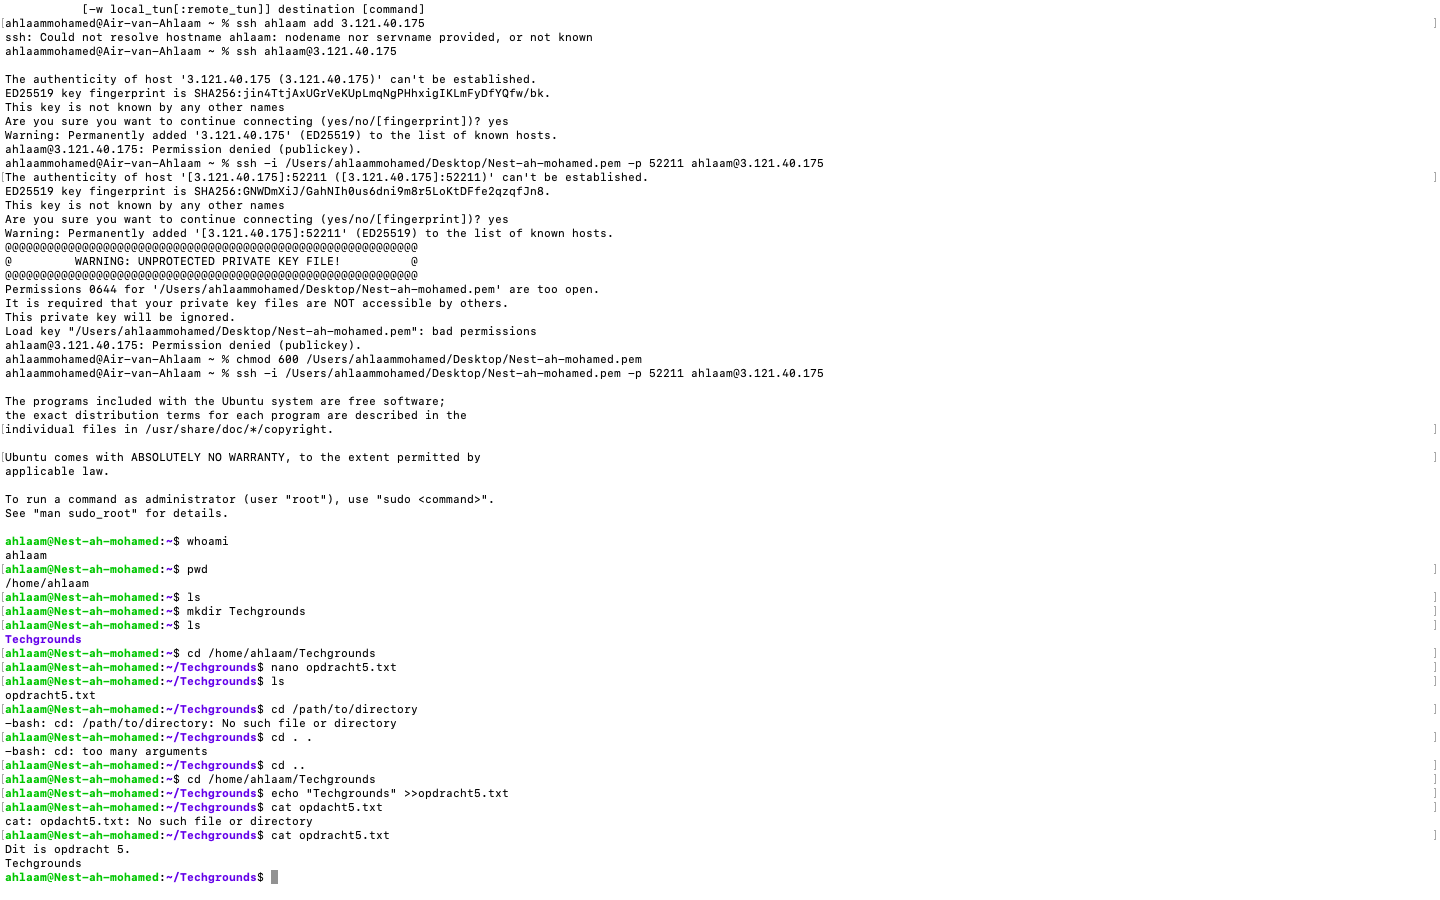 [-w local_tun[:remote_tun]] destination [command]
[ahlaammohamed@Air-van-Ahlaam ~ % ssh ahlaam add 3.121.40.175 ]
ssh: Could not resolve hostname ahlaam: nodename nor servname provided, or not known
ahlaammohamed@Air-van-Ahlaam ~ % ssh ahlaam@3.121.40.175
The authenticity of host '3.121.40.175 (3.121.40.175)' can't be established.
ED25519 key fingerprint is SHA256:jin4TtjAxUGrVeKUpLmqNgPHhxigIKLmFyDfYQfw/bk.
This key is not known by any other names
Are you sure you want to continue connecting (yes/no/[fingerprint])? yes
Warning: Permanently added '3.121.40.175' (ED25519) to the list of known hosts.
ahlaam@3.121.40.175: Permission denied (publickey).
ahlaammohamed@Air-van-Ahlaam ~ % ssh -i /Users/ahlaammohamed/Desktop/Nest-ah-mohamed.pem -p 52211 ahlaam@3.121.40.175
[The authenticity of host '[3.121.40.175]:52211 ([3.121.40.175]:52211)' can't be established. ]
ED25519 key fingerprint is SHA256:GNWDmXiJ/GahNIh0us6dni9m8r5LoKtDFfe2qzqfJn8.
This key is not known by any other names
Are you sure you want to continue connecting (yes/no/[fingerprint])? yes
Warning: Permanently added '[3.121.40.175]:52211' (ED25519) to the list of known hosts.
@@@@@@@@@@@@@@@@@@@@@@@@@@@@@@@@@@@@@@@@@@@@@@@@@@@@@@@@@@@
@         WARNING: UNPROTECTED PRIVATE KEY FILE!          @
@@@@@@@@@@@@@@@@@@@@@@@@@@@@@@@@@@@@@@@@@@@@@@@@@@@@@@@@@@@
Permissions 0644 for '/Users/ahlaammohamed/Desktop/Nest-ah-mohamed.pem' are too open.
It is required that your private key files are NOT accessible by others.
This private key will be ignored.
Load key "/Users/ahlaammohamed/Desktop/Nest-ah-mohamed.pem": bad permissions
ahlaam@3.121.40.175: Permission denied (publickey).
ahlaammohamed@Air-van-Ahlaam ~ % chmod 600 /Users/ahlaammohamed/Desktop/Nest-ah-mohamed.pem
ahlaammohamed@Air-van-Ahlaam ~ % ssh -i /Users/ahlaammohamed/Desktop/Nest-ah-mohamed.pem -p 52211 ahlaam@3.121.40.175
The programs included with the Ubuntu system are free software;
the exact distribution terms for each program are described in the
[individual files in /usr/share/doc/*/copyright. ]
[Ubuntu comes with ABSOLUTELY NO WARRANTY, to the extent permitted by ]
applicable law.
To run a command as administrator (user "root"), use "sudo <command>".
See "man sudo_root" for details.
ahlaam@Nest-ah-mohamed:~$ whoami
ahlaam
[ahlaam@Nest-ah-mohamed:~$ pwd ]
/home/ahlaam
[ahlaam@Nest-ah-mohamed:~$ ls ]
[ahlaam@Nest-ah-mohamed:~$ mkdir Techgrounds ]
[ahlaam@Nest-ah-mohamed:~$ ls ]
Techgrounds
[ahlaam@Nest-ah-mohamed:~$ cd /home/ahlaam/Techgrounds ]
[ahlaam@Nest-ah-mohamed:~/Techgrounds$ nano opdracht5.txt ]
[ahlaam@Nest-ah-mohamed:~/Techgrounds$ ls ]
opdracht5.txt
[ahlaam@Nest-ah-mohamed:~/Techgrounds$ cd /path/to/directory ]
-bash: cd: /path/to/directory: No such file or directory
[ahlaam@Nest-ah-mohamed:~/Techgrounds$ cd . . ]
-bash: cd: too many arguments
[ahlaam@Nest-ah-mohamed:~/Techgrounds$ cd .. ]
[ahlaam@Nest-ah-mohamed:~$ cd /home/ahlaam/Techgrounds ]
[ahlaam@Nest-ah-mohamed:~/Techgrounds$ echo "Techgrounds" >>opdracht5.txt ]
[ahlaam@Nest-ah-mohamed:~/Techgrounds$ cat opdacht5.txt ]
cat: opdacht5.txt: No such file or directory
[ahlaam@Nest-ah-mohamed:~/Techgrounds$ cat opdracht5.txt ]
Dit is opdracht 5.
Techgrounds
ahlaam@Nest-ah-mohamed:~/Techgrounds$